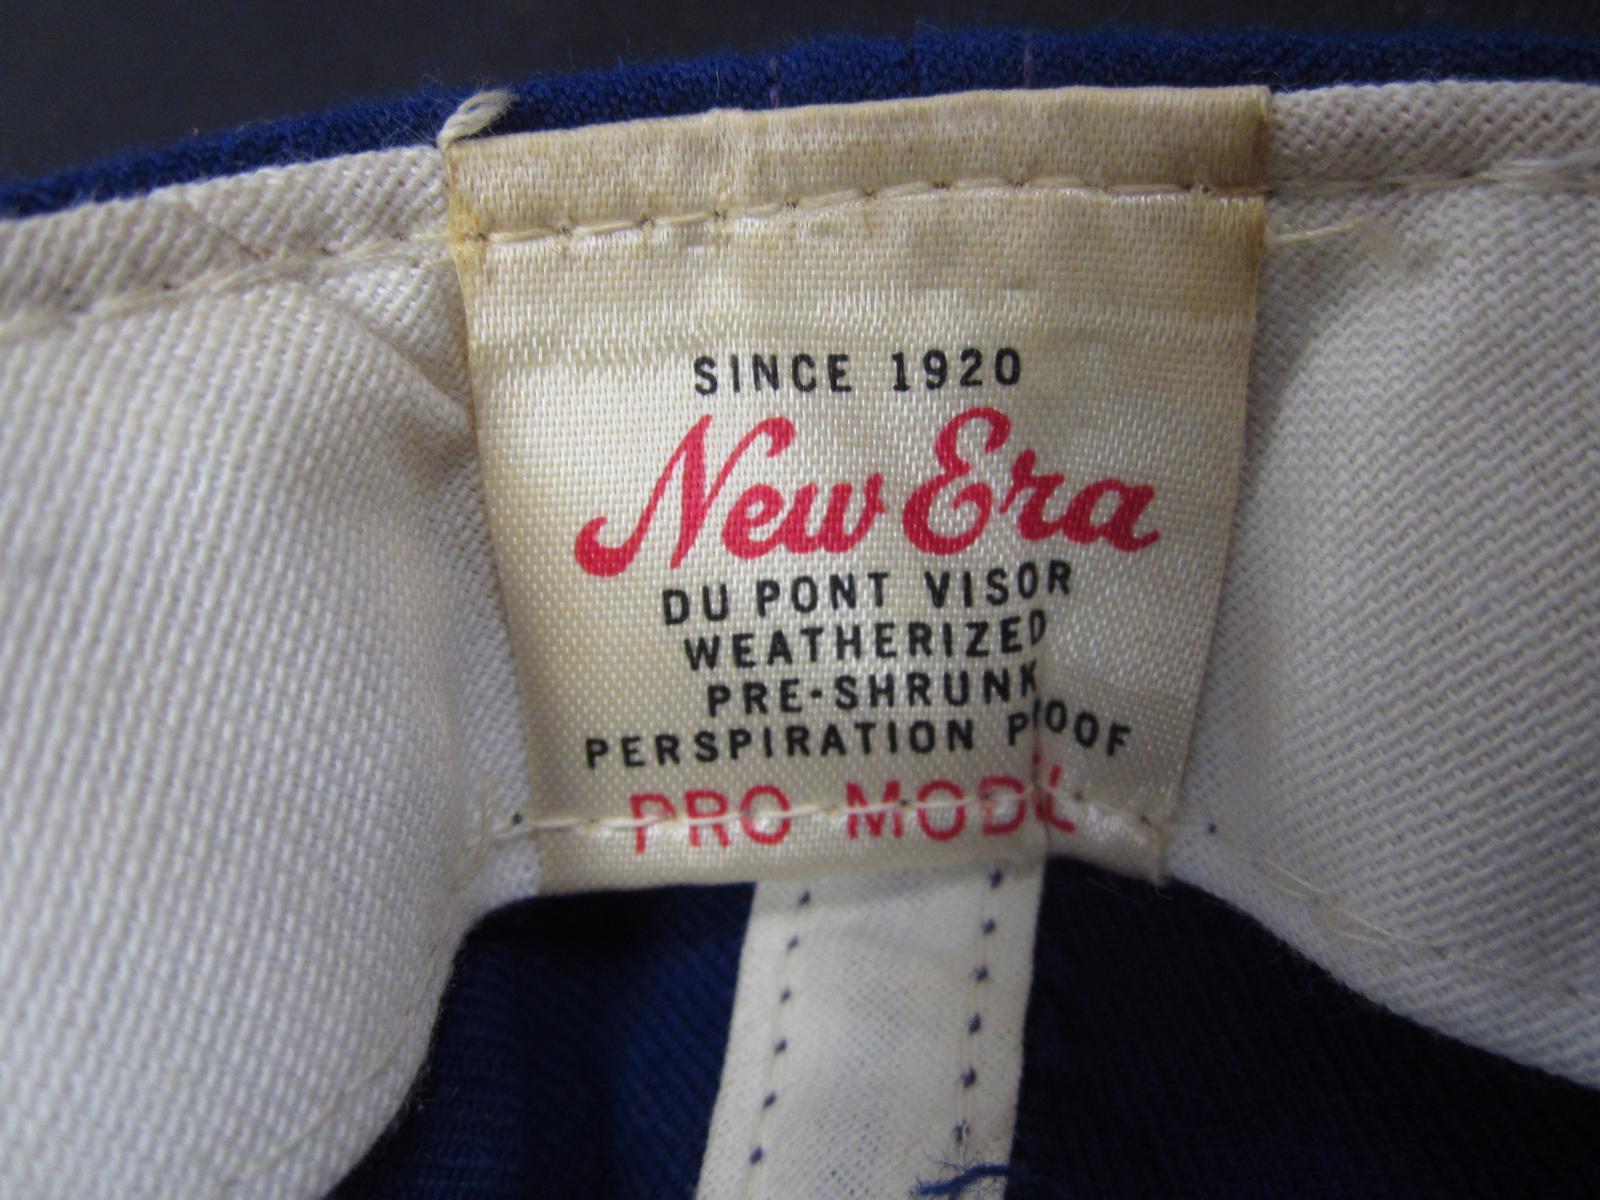 SINCE 1920
New Era
DU PONT VISOR
WEATHERIZED
PRE-SHRUNK
PERSPIRATION PROOF
PRO MODEL